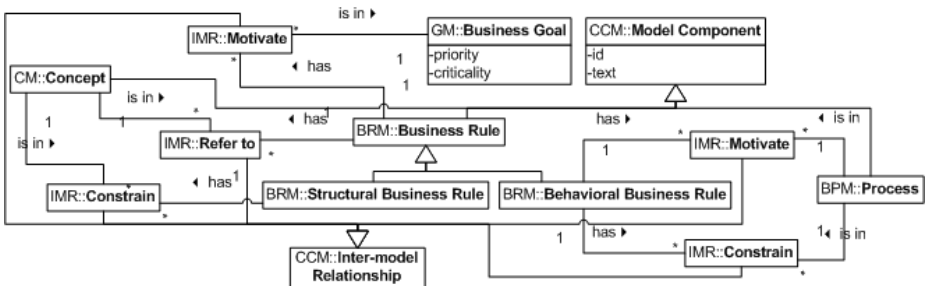 is in ▸
IMR::Motivate
*
GM::Business Goal
CCM::Model Component
*
1
-priority
-criticality
-id
-text
◂ has
1
CM::Concept
is in ▸
1
*
1
◂ has
1
BRM::Business Rule
has ▸
◂ is in
is in ▸
IMR::Refer to
*
1
*
IMR::Motivate
*
1
◂ has
1
IMR::Constrain
*
BRM::Structural Business Rule
BRM::Behavioral Business Rule
BPM::Process
*
1
has ▸
1
◂ is in
*
CCM::Inter-model
Relationship
IMR::Constrain
*